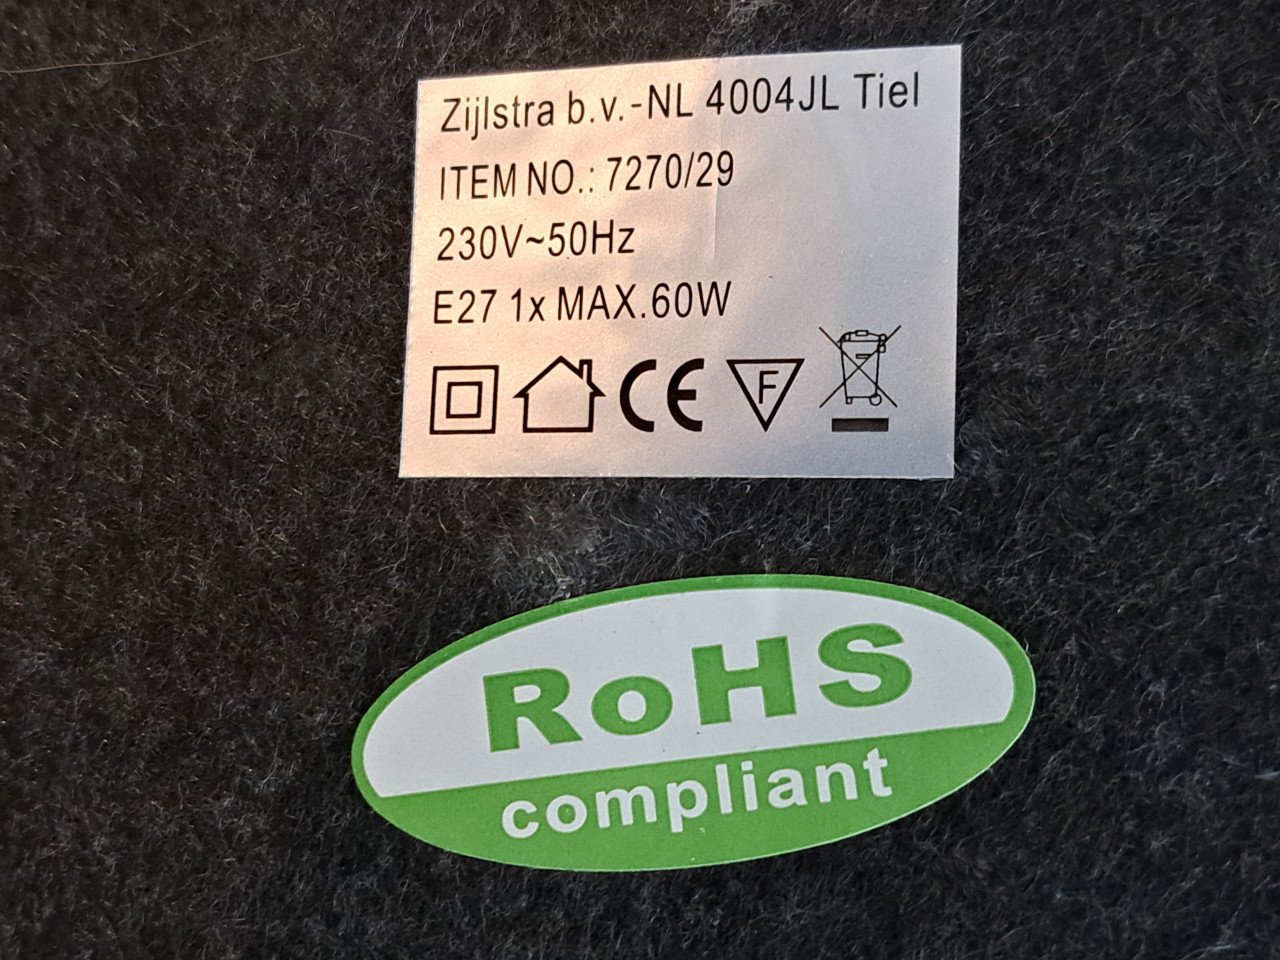 Zijlstra b.v.-NL 4004JL Tiel
ITEM NO.: 7270/29
230V~50Hz
E27 1x MAX.60W
CE F
RoHS
compliant